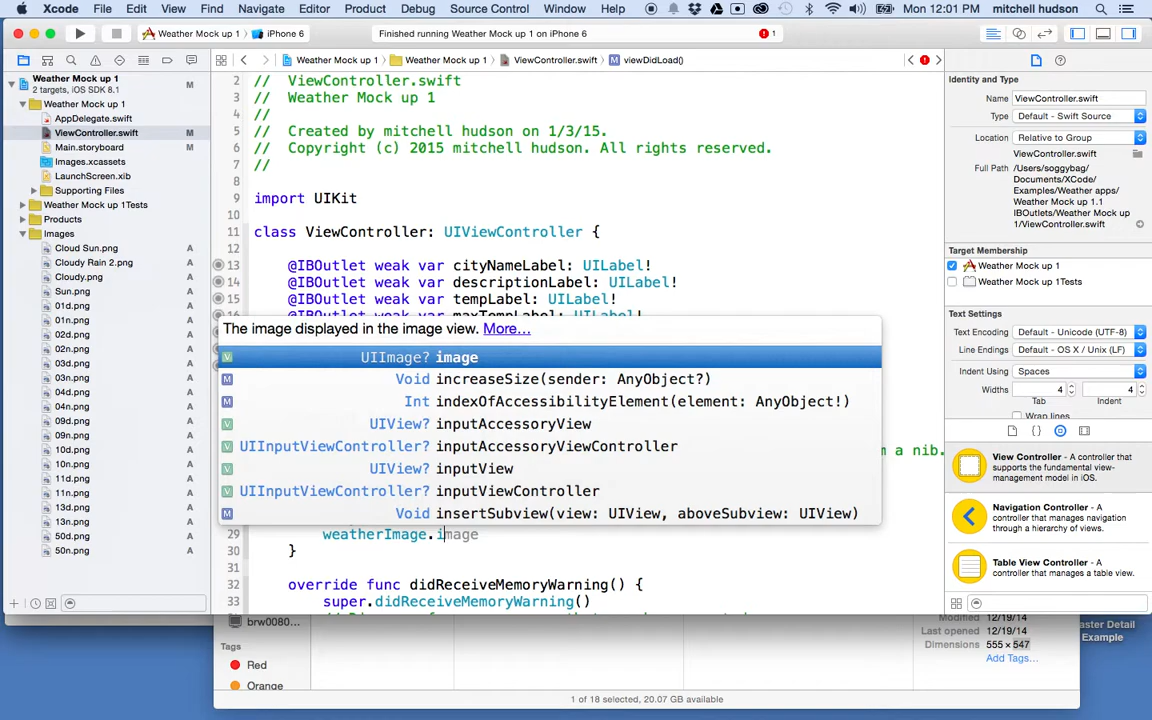 Xcode File Edit View Find Navigate Editor Product Debug Source Control Window Help Mon 12:01 PM mitchell hudson
Weather Mock up 1 iPhone 6 Finished running Weather Mock up 1 on iPhone 6 1
Weather Mock up 1
2 targets, iOS SDK 8.1
M
Weather Mock up 1
AppDelegate.swift
ViewController.swift M
Main.storyboard M
Images.xcassets
LaunchScreen.xib
Supporting Files
Weather Mock up 1Tests
Products
Images
Cloud Sun.png A
Cloudy Rain 2.png A
Cloudy.png A
Sun.png A
01d.png A
01n.png A
02d.png A
02n.png A
03d.png A
03n.png A
04d.png A
04n.png A
09d.png A
09n.png A
10d.png A
10n.png A
11d.png A
11n.png A
13d.png A
13n.png A
50d.png A
50n.png A
Weather Mock up 1 Weather Mock up 1 ViewController.swift M viewDidLoad()
2 // ViewController.swift
3 // Weather Mock up 1
4 //
5 // Created by mitchell hudson on 1/3/15.
6 // Copyright (c) 2015 mitchell hudson. All rights reserved.
7 //
8
9 import UIKit
10
11 class ViewController: UIViewController {
12
13 @IBOutlet weak var cityNameLabel: UILabel!
14 @IBOutlet weak var descriptionLabel: UILabel!
15 @IBOutlet weak var tempLabel: UILabel!
@IBOutlet weak var maxTempLabel: UILabel!
The image displayed in the image view. More...
V UIImage? image
M Void increaseSize(sender: AnyObject?)
M Int indexOfAccessibilityElement(element: AnyObject!)
V UIView? inputAccessoryView
V UIInputViewController? inputAccessoryViewController
V UIView? inputView
V UIInputViewController? inputViewController
M Void insertSubview(view: UIView, aboveSubview: UIView)
m a nib.
29 weatherImage.image
30 }
31
32 override func didReceiveMemoryWarning() {
33 super.didReceiveMemoryWarning()
Identity and Type
Name ViewController.swift
Type Default - Swift Source
Location Relative to Group
ViewController.swift
Full Path /Users/soggybag/
Documents/XCode/
Examples/Weather apps/
Weather Mock up 1.1
IBOutlets/Weather Mock up
1/ViewController.swift
Target Membership
Weather Mock up 1
Weather Mock up 1Tests
Text Settings
Text Encoding Default - Unicode (UTF-8)
Line Endings Default - OS X / Unix (LF)
Indent Using Spaces
Widths 4 4
Tab Indent
Wrap lines
View Controller - A controller that supports the fundamental view-management model in iOS.
Navigation Controller - A controller that manages navigation through a hierarchy of views.
Table View Controller - A controller that manages a table view.
brw0080...
Tags
Red
Orange
Modified 12/19/14
Last opened 12/19/14
Dimensions 555 × 547
Add Tags...
1 of 18 selected, 20.07 GB available
aster Detail
Example